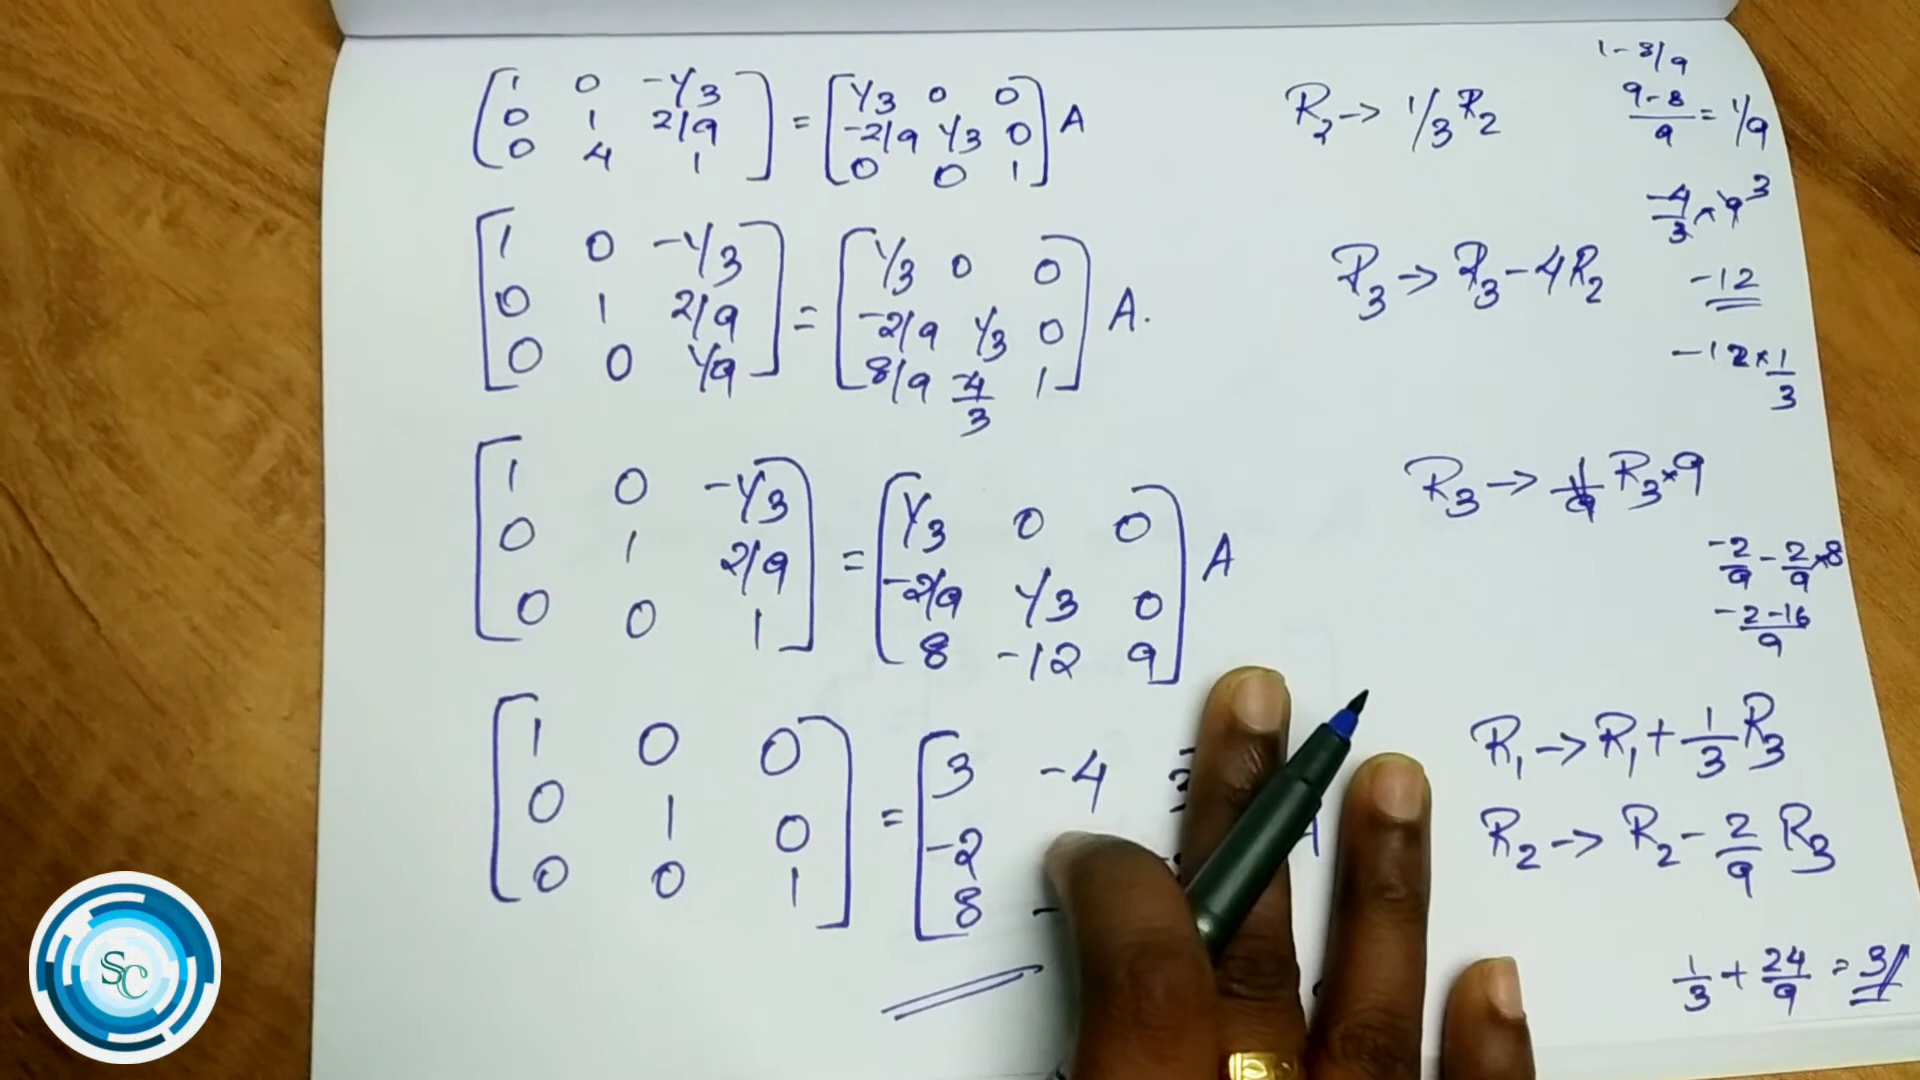 1 0 -1/3 1/3 0 0
0 1 2/9 = -2/9 1/3 0 A R2 → 1/3 R2
0 4 1 0 0 1
1 - 8/9
9-8/9 = 1/9
1 0 -1/3 1/3 0 0
0 1 2/9 = -2/9 1/3 0 A. R3 → R3 - 4R2
0 0 1/9 8/9 -4/3 1
-4/3 × 9 3
-12
-12 × 1/3
1 0 -1/3 1/3 0 0
0 1 2/9 = -2/9 1/3 0 A R3 → R3 × 9
0 0 1 8 -12 9
-2/9 - 2/9 × 8
-2-16/9
1 0 0 3 -4 3
0 1 0 = -2
0 0 1 8 -
R1 → R1 + 1/3 R3
R2 → R2 - 2/9 R3
1/3 + 24/9 = 3//
SC